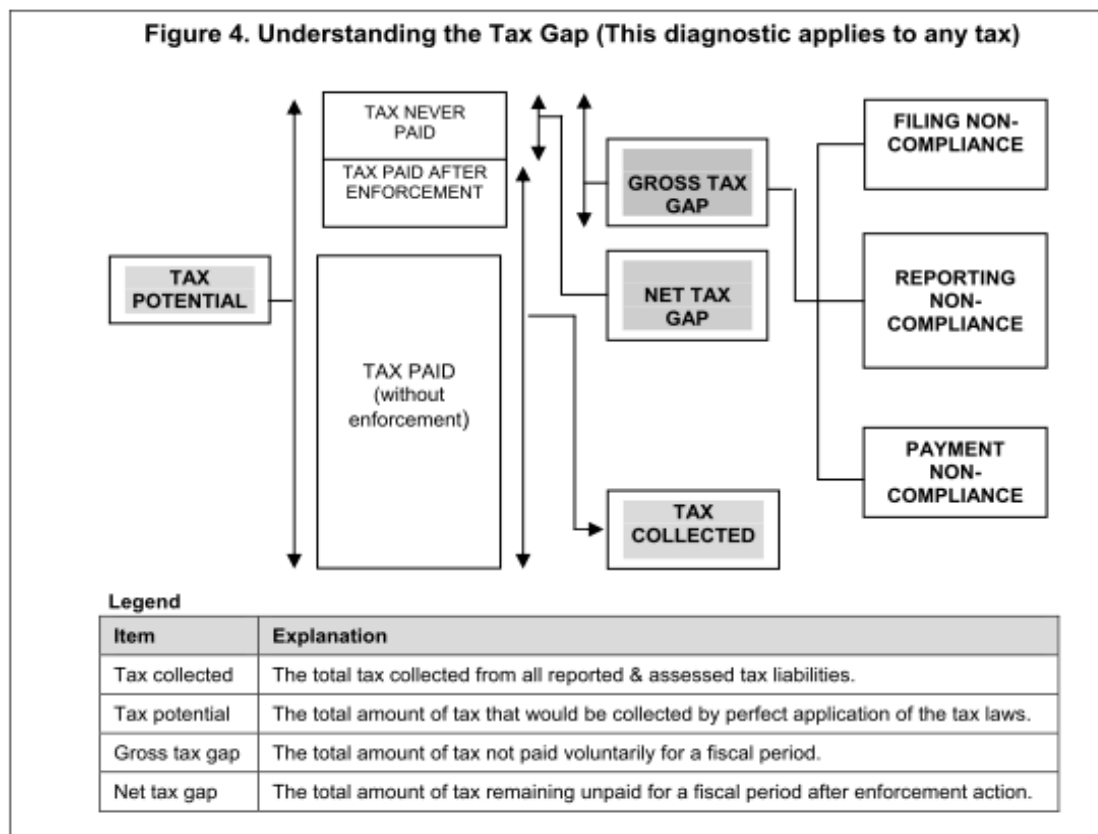 Figure 4. Understanding the Tax Gap (This diagnostic applies to any tax)
TAX NEVER
PAID
TAX PAID AFTER
ENFORCEMENT
FILING NON-
COMPLIANCE
GROSS TAX
GAP
TAX
POTENTIAL
NET TAX
GAP
REPORTING
NON-
COMPLIANCE
TAX PAID
(without
enforcement)
PAYMENT
NON-
COMPLIANCE
TAX
COLLECTED
Legend
Item Explanation
Tax collected The total tax collected from all reported & assessed tax liabilities.
Tax potential The total amount of tax that would be collected by perfect application of the tax laws.
Gross tax gap The total amount of tax not paid voluntarily for a fiscal period.
Net tax gap The total amount of tax remaining unpaid for a fiscal period after enforcement action.